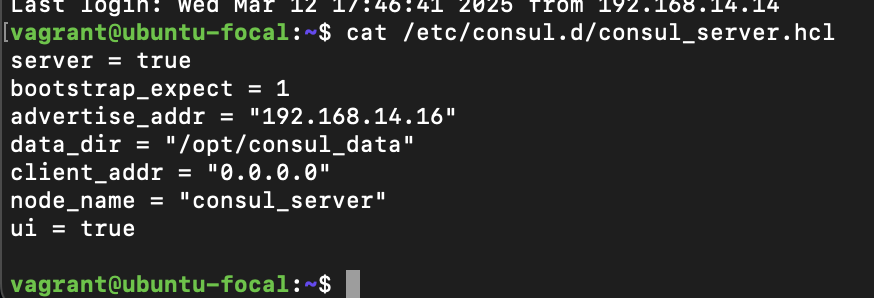 Last login: Wed Mar 12 17:46:41 2025 from 192.168.14.14
[vagrant@ubuntu-focal:~$ cat /etc/consul.d/consul_server.hcl
server = true
bootstrap_expect = 1
advertise_addr = "192.168.14.16"
data_dir = "/opt/consul_data"
client_addr = "0.0.0.0"
node_name = "consul_server"
ui = true
vagrant@ubuntu-focal:~$